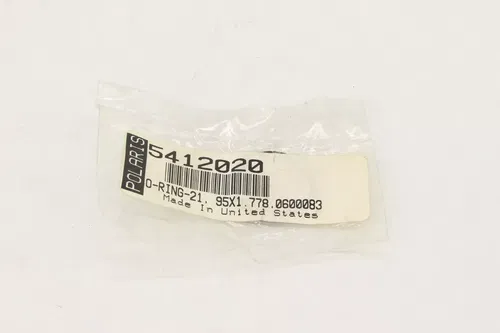 POLARIS
5412020
O-RING-21.95X1.778.0600083
Made In United States